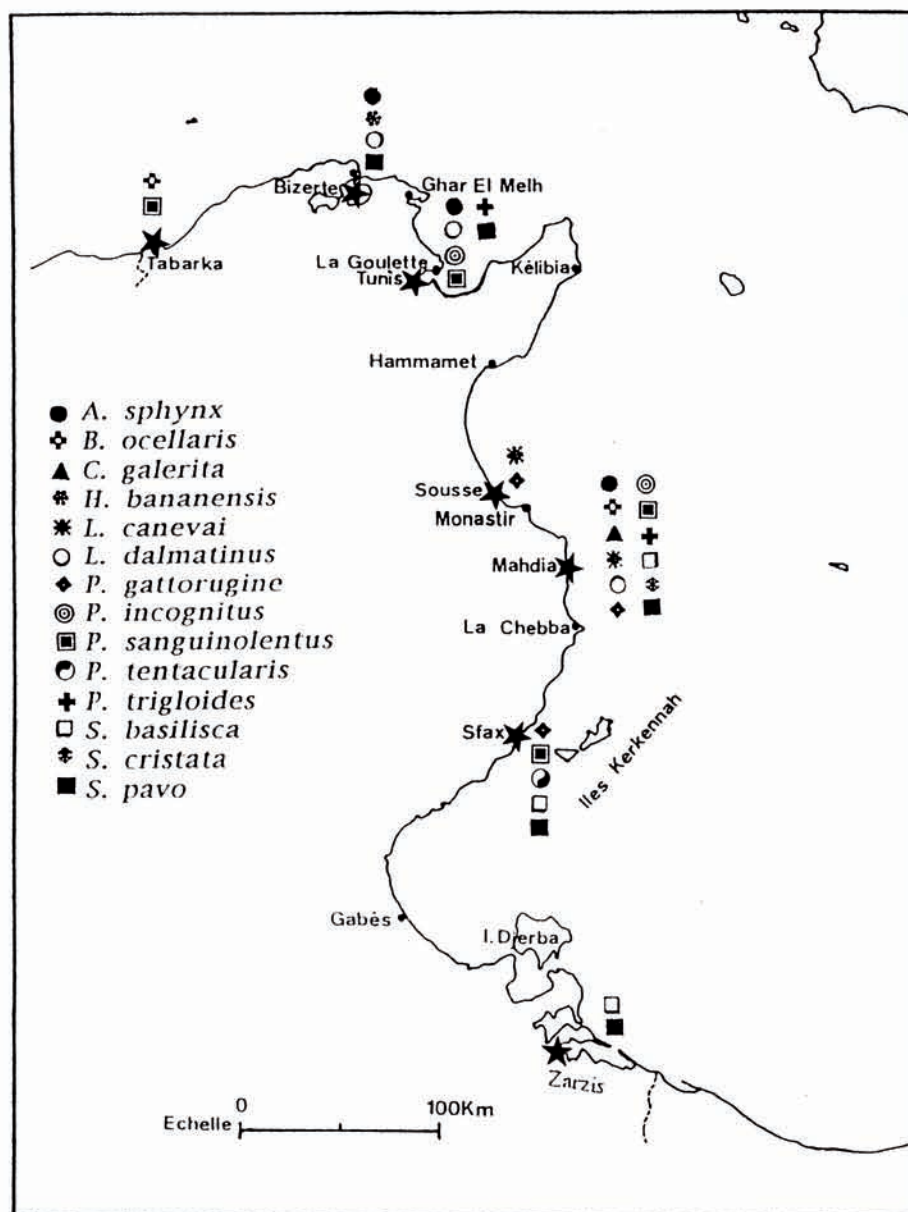 Bizerte
Ghar El Melh
Tabarka
La Goulette
Tunis
Kélibia
Hammamet
A. sphynx
B. ocellaris
C. galerita
H. bananensis
L. canevai
L. dalmatinus
P. gattorugine
P. incognitus
P. sanguinolentus
P. tentacularis
P. trigloides
S. basilisca
S. cristata
S. pavo
Sousse
Monastir
Mahdia
La Chebba
Sfax
Iles Kerkennah
Gabès
I. Djerba
Zarzis
0 100Km
Echelle